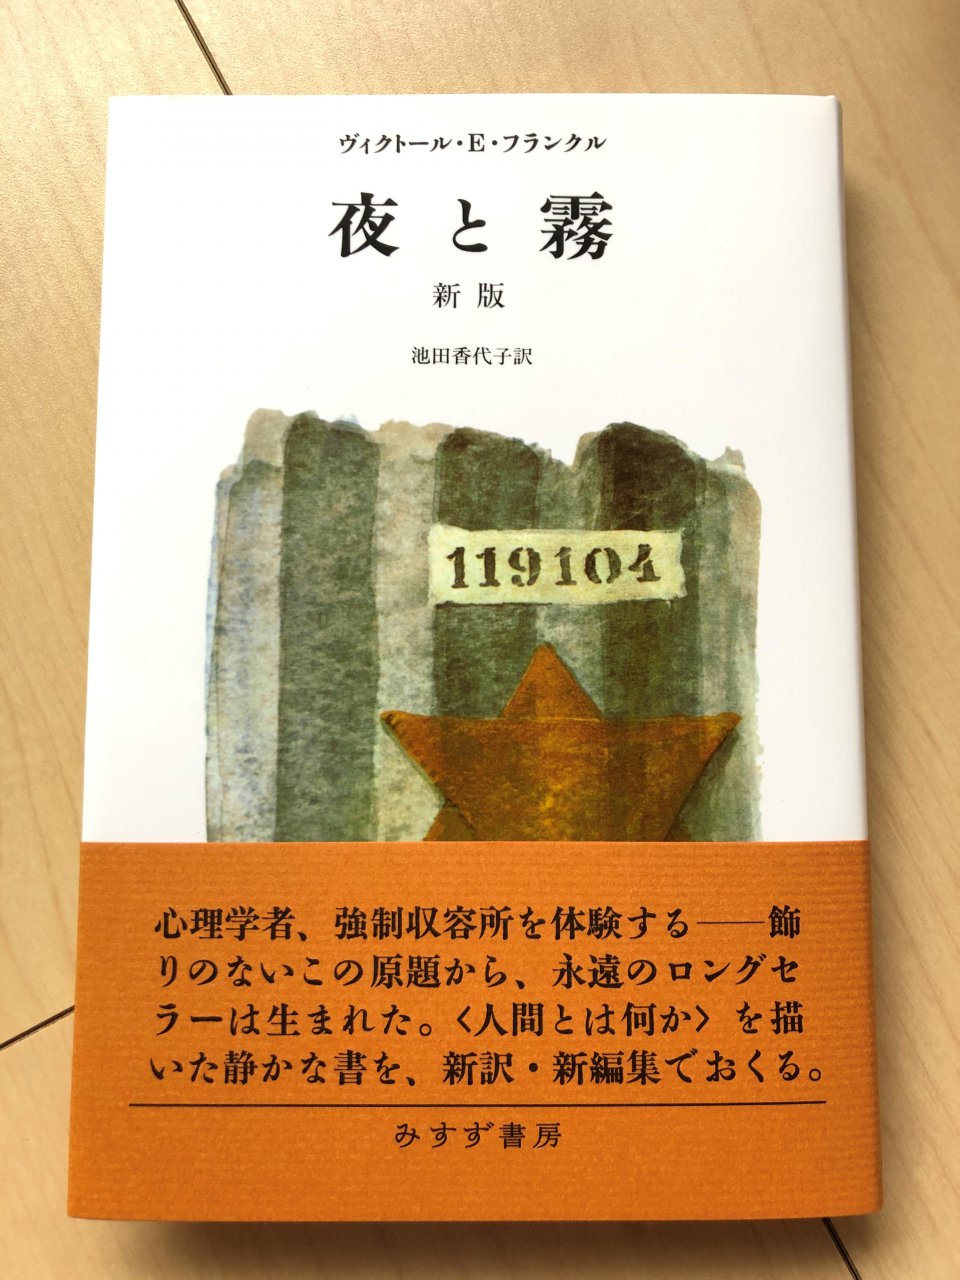 ヴィクトール・E・フランクル
夜と霧
新版
池田香代子訳
119104
心理学者、強制収容所を体験する——飾
りのないこの原題から、永遠のロングセ
ラーは生まれた。〈人間とは何か〉を描
いた静かな書を、新訳・新編集でおくる。
みすず書房